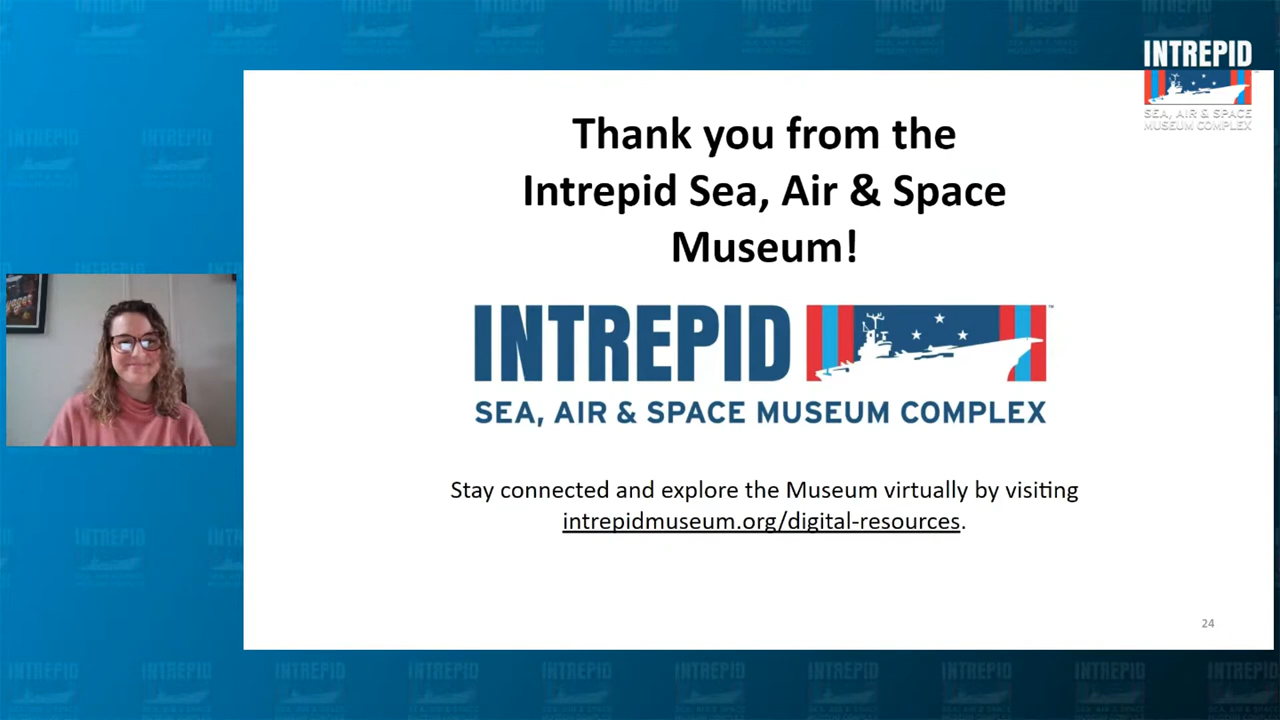 INTREPID
SEA, AIR & SPACE
MUSEUM COMPLEX
Thank you from the
Intrepid Sea, Air & Space
Museum!
INTREPID
SEA, AIR & SPACE MUSEUM COMPLEX
Stay connected and explore the Museum virtually by visiting
intrepidmuseum.org/digital-resources.
24